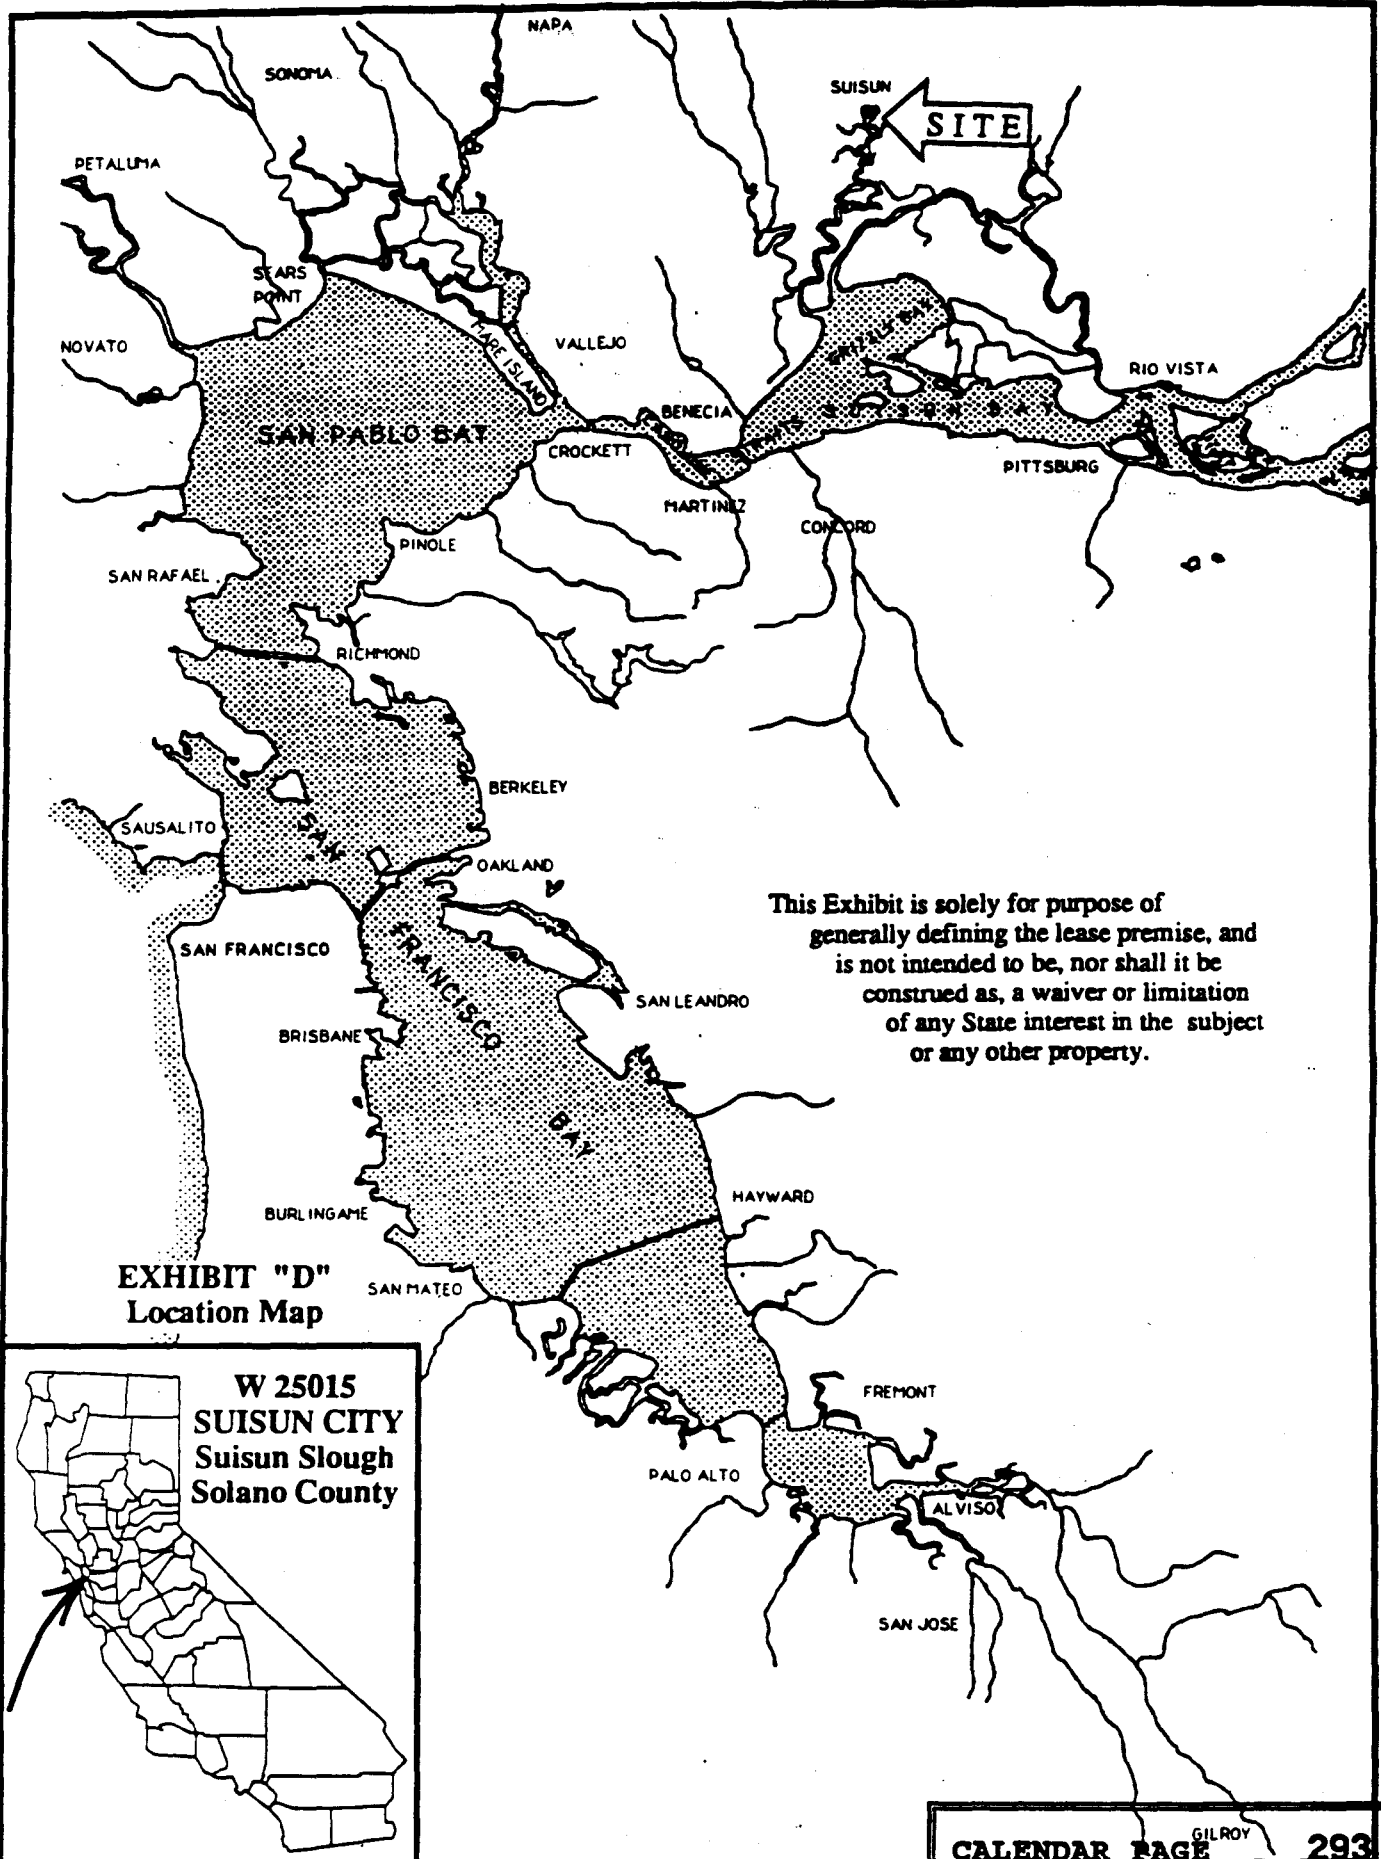 NAPA
SONOMA
SUISUN
SITE
PETALUMA
SEARS
POINT
NOVATO
MARE ISLAND
VALLEJO
GRIZZLY BAY
RIO VISTA
BENECIA
SUISUN BAY
SAN PABLO BAY
STRAITS
CROCKETT
PITTSBURG
MARTINEZ
CONCORD
PINOLE
SAN RAFAEL
RICHMOND
BERKELEY
SAUSALITO
OAKLAND
SAN FRANCISCO BAY
This Exhibit is solely for purpose of
generally defining the lease premise, and
is not intended to be, nor shall it be
construed as, a waiver or limitation
of any State interest in the subject
or any other property.
SAN FRANCISCO
SAN LEANDRO
BRISBANE
HAYWARD
BURLINGAME
EXHIBIT "D"
Location Map
SAN MATEO
W 25015
SUISUN CITY
Suisun Slough
Solano County
FREMONT
PALO ALTO
ALVISO
SAN JOSE
GILROY
CALENDAR PAGE 293